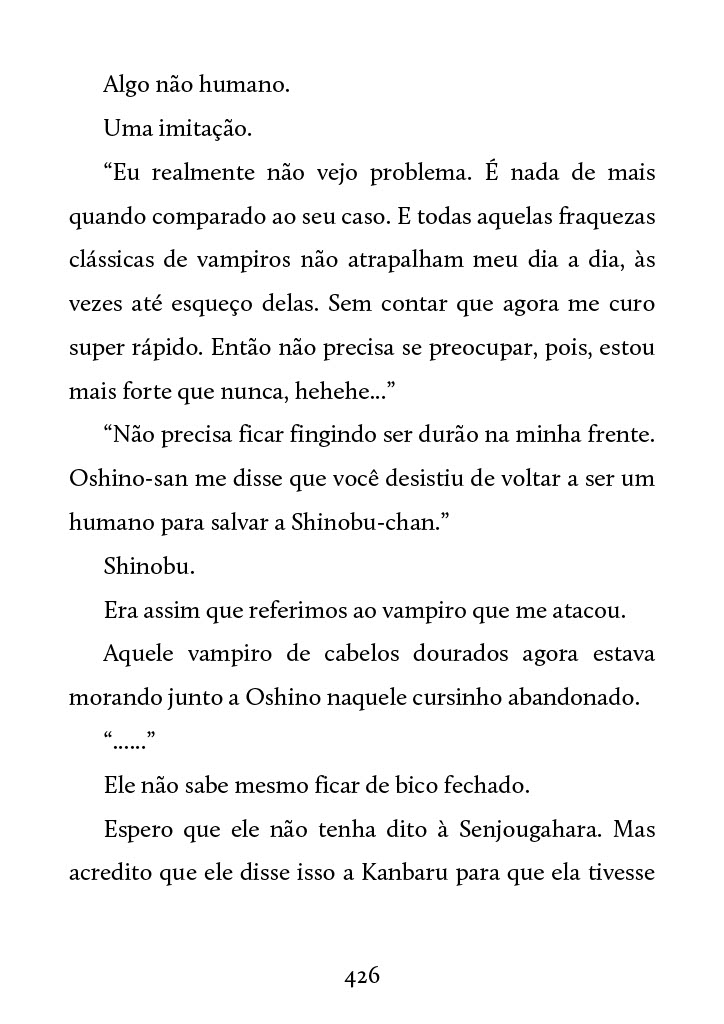 Algo não humano.
Uma imitação.
“Eu realmente não vejo problema. É nada de mais
quando comparado ao seu caso. E todas aquelas fraquezas
clássicas de vampiros não atrapalham meu dia a dia, às
vezes até esqueço delas. Sem contar que agora me curo
super rápido. Então não precisa se preocupar, pois, estou
mais forte que nunca, hehehe...”
“Não precisa ficar fingindo ser durão na minha frente.
Oshino-san me disse que você desistiu de voltar a ser um
humano para salvar a Shinobu-chan.”
Shinobu.
Era assim que referimos ao vampiro que me atacou.
Aquele vampiro de cabelos dourados agora estava
morando junto a Oshino naquele cursinho abandonado.
“......”
Ele não sabe mesmo ficar de bico fechado.
Espero que ele não tenha dito à Senjougahara. Mas
acredito que ele disse isso a Kanbaru para que ela tivesse
426